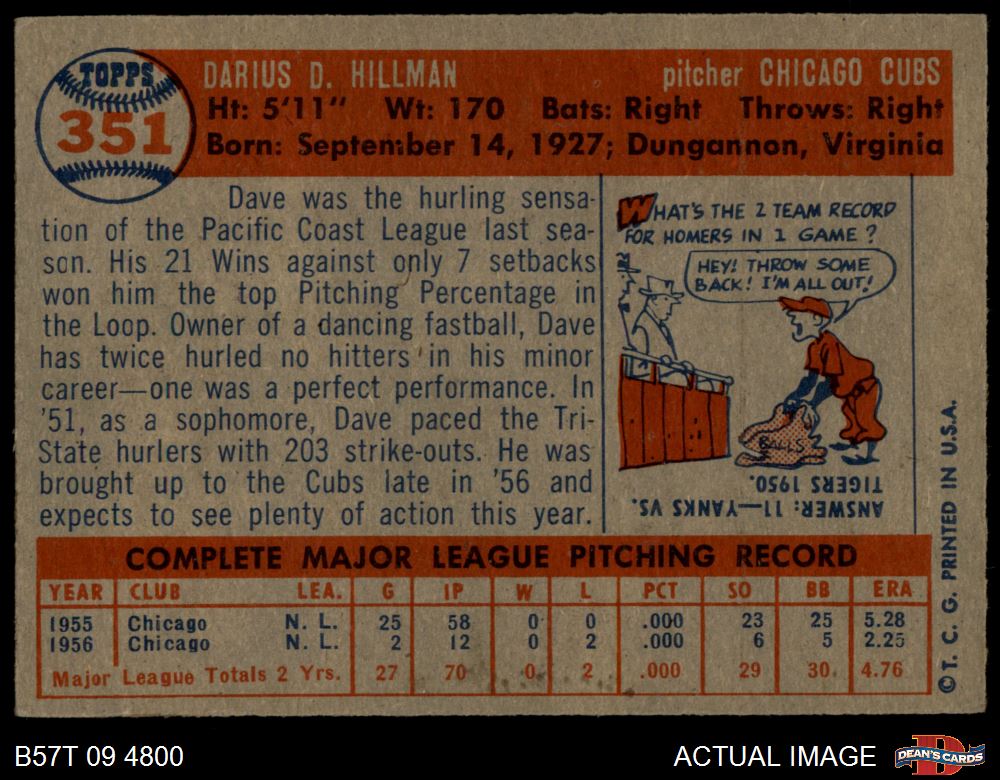 TOPPS
351
DARIUS D. HILLMAN pitcher CHICAGO CUBS
Ht: 5'11" Wt: 170 Bats: Right Throws: Right
Born: September 14, 1927; Dungannon, Virginia
Dave was the hurling sensa-
tion of the Pacific Coast League last sea-
son. His 21 Wins against only 7 setbacks
won him the top Pitching Percentage in
the Loop. Owner of a dancing fastball, Dave
has twice hurled no hitters in his minor
career—one was a perfect performance. In
'51, as a sophomore, Dave paced the Tri-
State hurlers with 203 strike-outs. He was
brought up to the Cubs late in '56 and
expects to see plenty of action this year.
WHAT'S THE 2 TEAM RECORD
FOR HOMERS IN 1 GAME?
HEY! THROW SOME
BACK! I'M ALL OUT!
BALLS
ANSWER: 11—YANKS VS.
TIGERS 1950.
COMPLETE MAJOR LEAGUE PITCHING RECORD
YEAR CLUB LEA. G IP W L PCT SO BB ERA
1955 Chicago N. L. 25 58 0 0 .000 23 25 5.28
1956 Chicago N. L. 2 12 0 2 .000 6 5 2.25
Major League Totals 2 Yrs. 27 70 0 2 .000 29 30 4.76
©T. C. G. PRINTED IN U.S.A.
B57T 09 4800 ACTUAL IMAGE
DEAN'S CARDS